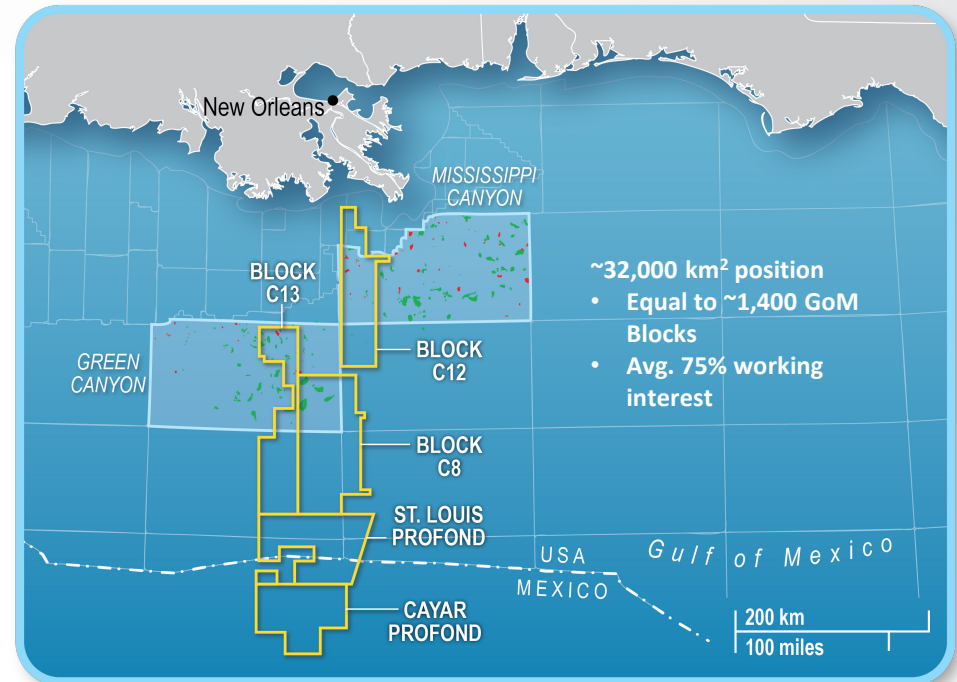 New Orleans
MISSISSIPPI
CANYON
BLOCK
C13
~32,000 km² position
• Equal to ~1,400 GoM
Blocks
• Avg. 75% working
interest
GREEN
CANYON
BLOCK
C12
BLOCK
C8
ST. LOUIS
PROFOND
USA
Gulf of Mexico
MEXICO
CAYAR
PROFOND
200 km
100 miles